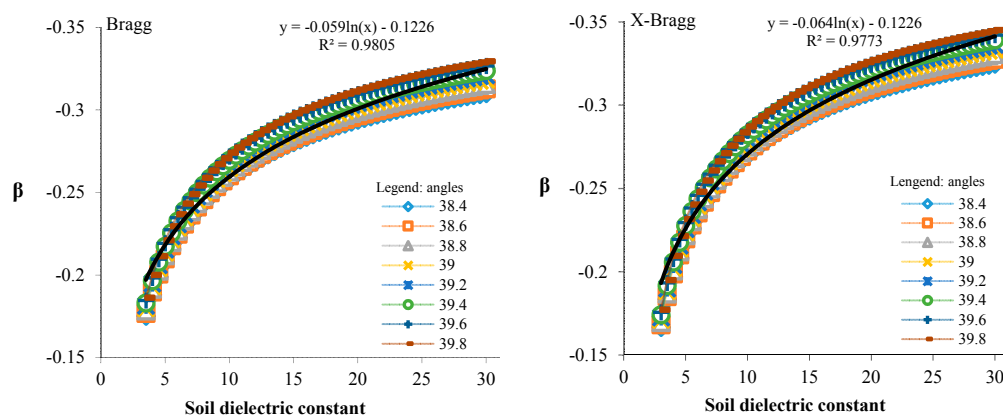 Bragg
y = -0.059ln(x) - 0.1226
R² = 0.9805
-0.35
-0.3
-0.25
-0.2
-0.15
β
Legend: angles
38.4
38.6
38.8
39
39.2
39.4
39.6
39.8
0 5 10 15 20 25 30
Soil dielectric constant
X-Bragg
y = -0.064ln(x) - 0.1226
R² = 0.9773
-0.35
-0.3
-0.25
-0.2
-0.15
β
Lengend: angles
38.4
38.6
38.8
39
39.2
39.4
39.6
39.8
0 5 10 15 20 25 30
Soil dielectric constant